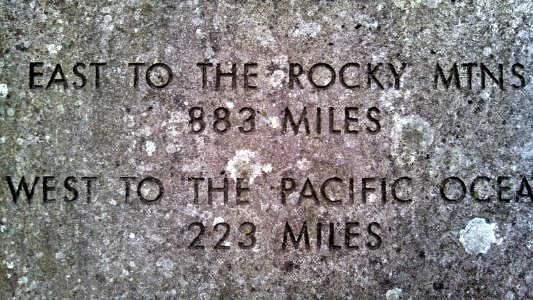 EAST TO THE ROCKY MTNS
883 MILES
WEST TO THE PACIFIC OCEA
223 MILES